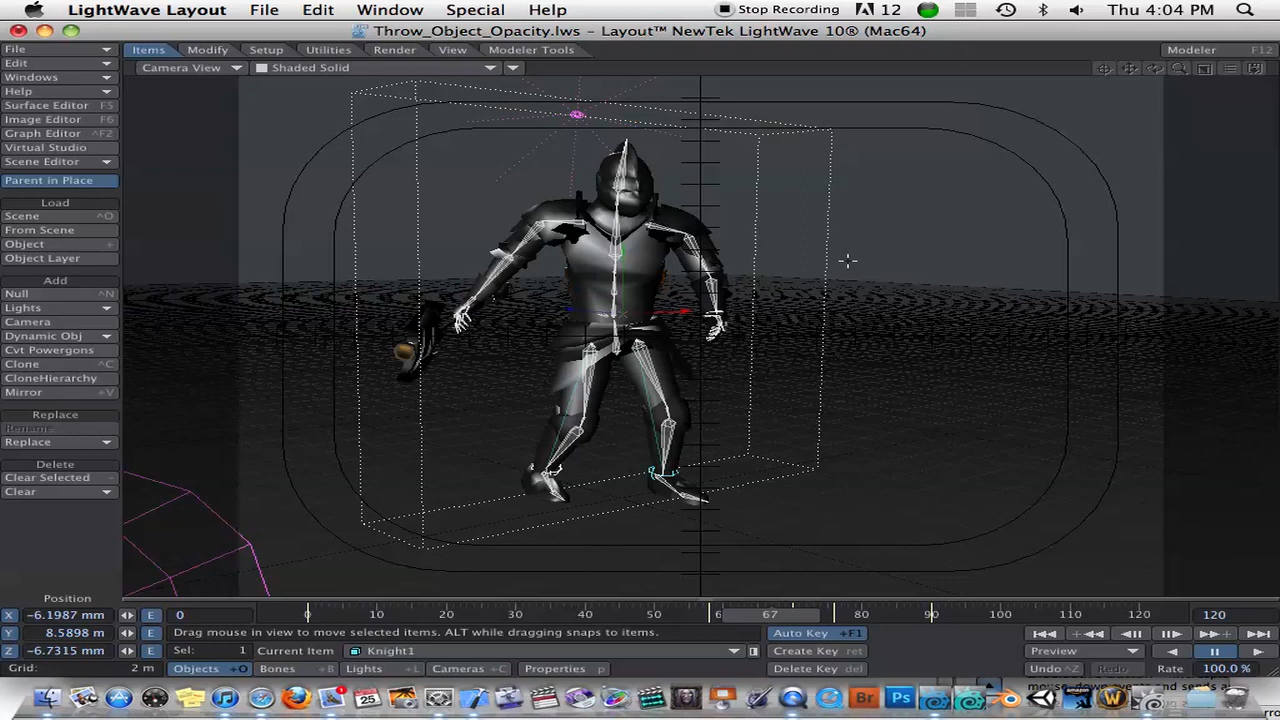 LightWave Layout File Edit Window Special Help Stop Recording 12 Thu 4:04 PM
Throw_Object_Opacity.lws – Layout™ NewTek LightWave 10® (Mac64)
File Items Modify Setup Utilities Render View Modeler Tools Modeler F12
Edit Camera View Shaded Solid
Windows
Help
Surface Editor F5
Image Editor F6
Graph Editor ^F2
Virtual Studio
Scene Editor
Parent in Place
Load
Scene ^O
From Scene
Object +
Object Layer
Add
Null ^N
Lights
Camera
Dynamic Obj
Cvt Powergons
Clone ^C
CloneHierarchy
Mirror +V
Replace
Rename
Replace
Delete
Clear Selected -
Clear
Position
X -6.1987 mm E 0 0 10 20 30 40 50 6 67 80 90 100 110 120 120
Y 8.5898 m E Drag mouse in view to move selected items. ALT while dragging snaps to items. Auto Key +F1
Z -6.7315 mm E Sel: 1 Current Item Knight1 Create Key ret Preview
Grid: 2 m Objects +O Bones +B Lights +L Cameras +C Properties p Delete Key del Undo ^Z Redo Rate 100.0 %